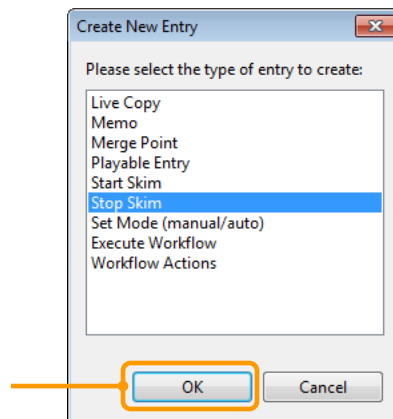 Create New Entry
Please select the type of entry to create:
Live Copy
Memo
Merge Point
Playable Entry
Start Skim
Stop Skim
Set Mode (manual/auto)
Execute Workflow
Workflow Actions
OK Cancel